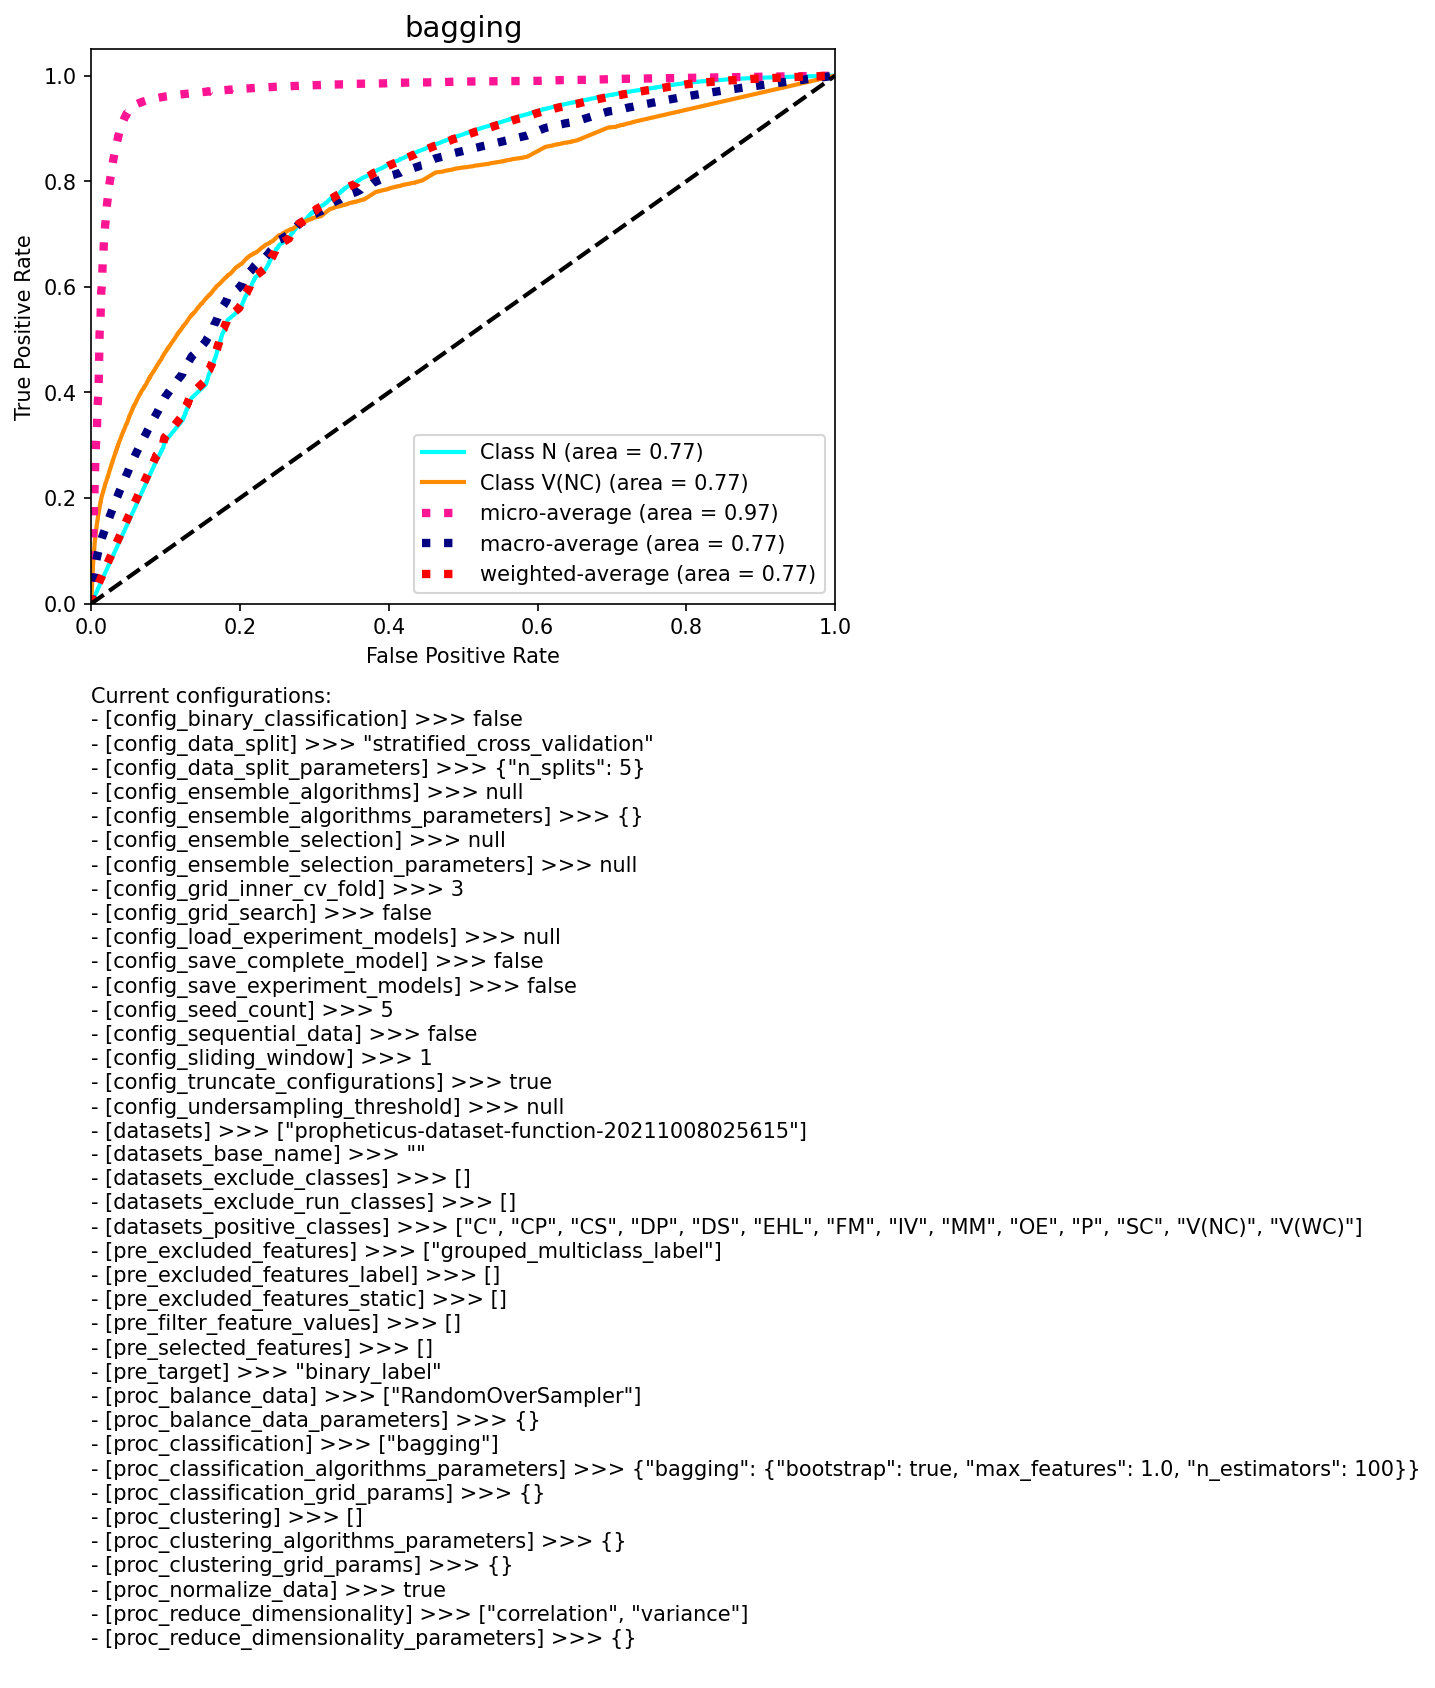 bagging
1.0
0.8
0.6
0.4
0.2
0.0
True Positive Rate
Class N (area = 0.77)
Class V(NC) (area = 0.77)
micro-average (area = 0.97)
macro-average (area = 0.77)
weighted-average (area = 0.77)
0.0 0.2 0.4 0.6 0.8 1.0
False Positive Rate
Current configurations:
- [config_binary_classification] >>> false
- [config_data_split] >>> "stratified_cross_validation"
- [config_data_split_parameters] >>> {"n_splits": 5}
- [config_ensemble_algorithms] >>> null
- [config_ensemble_algorithms_parameters] >>> {}
- [config_ensemble_selection] >>> null
- [config_ensemble_selection_parameters] >>> null
- [config_grid_inner_cv_fold] >>> 3
- [config_grid_search] >>> false
- [config_load_experiment_models] >>> null
- [config_save_complete_model] >>> false
- [config_save_experiment_models] >>> false
- [config_seed_count] >>> 5
- [config_sequential_data] >>> false
- [config_sliding_window] >>> 1
- [config_truncate_configurations] >>> true
- [config_undersampling_threshold] >>> null
- [datasets] >>> ["propheticus-dataset-function-20211008025615"]
- [datasets_base_name] >>> ""
- [datasets_exclude_classes] >>> []
- [datasets_exclude_run_classes] >>> []
- [datasets_positive_classes] >>> ["C", "CP", "CS", "DP", "DS", "EHL", "FM", "IV", "MM", "OE", "P", "SC", "V(NC)", "V(WC)"]
- [pre_excluded_features] >>> ["grouped_multiclass_label"]
- [pre_excluded_features_label] >>> []
- [pre_excluded_features_static] >>> []
- [pre_filter_feature_values] >>> []
- [pre_selected_features] >>> []
- [pre_target] >>> "binary_label"
- [proc_balance_data] >>> ["RandomOverSampler"]
- [proc_balance_data_parameters] >>> {}
- [proc_classification] >>> ["bagging"]
- [proc_classification_algorithms_parameters] >>> {"bagging": {"bootstrap": true, "max_features": 1.0, "n_estimators": 100}}
- [proc_classification_grid_params] >>> {}
- [proc_clustering] >>> []
- [proc_clustering_algorithms_parameters] >>> {}
- [proc_clustering_grid_params] >>> {}
- [proc_normalize_data] >>> true
- [proc_reduce_dimensionality] >>> ["correlation", "variance"]
- [proc_reduce_dimensionality_parameters] >>> {}